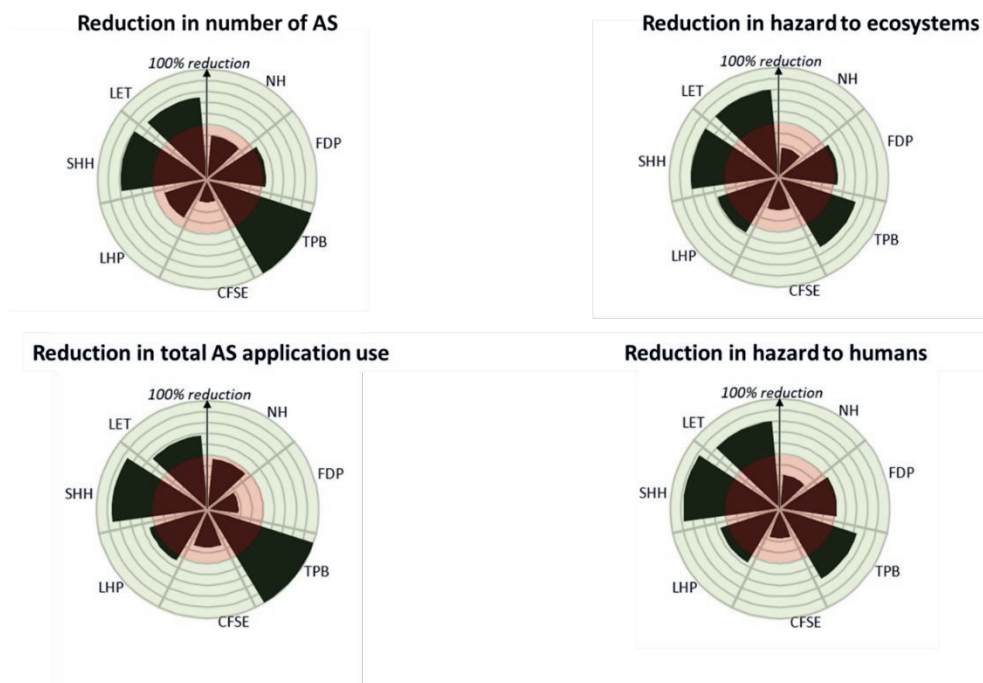 Reduction in number of AS
100% reduction
NH
LET
FDP
SHH
TPB
LHP
CFSE
Reduction in hazard to ecosystems
100% reduction
NH
LET
FDP
SHH
TPB
LHP
CFSE
Reduction in total AS application use
100% reduction
NH
LET
FDP
SHH
TPB
LHP
CFSE
Reduction in hazard to humans
100% reduction
NH
LET
FDP
SHH
TPB
LHP
CFSE